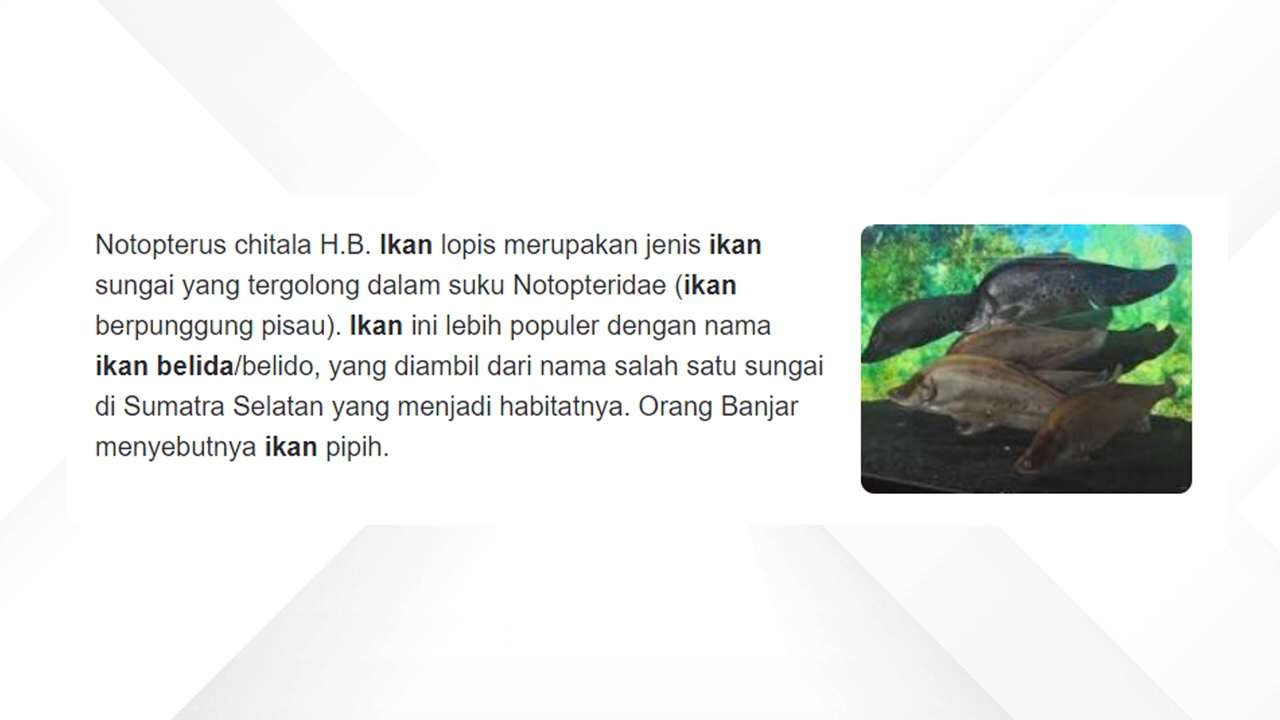 Notopterus chitala H.B. Ikan lopis merupakan jenis ikan
sungai yang tergolong dalam suku Notopteridae (ikan
berpunggung pisau). Ikan ini lebih populer dengan nama
ikan belida/belido, yang diambil dari nama salah satu sungai
di Sumatra Selatan yang menjadi habitatnya. Orang Banjar
menyebutnya ikan pipih.